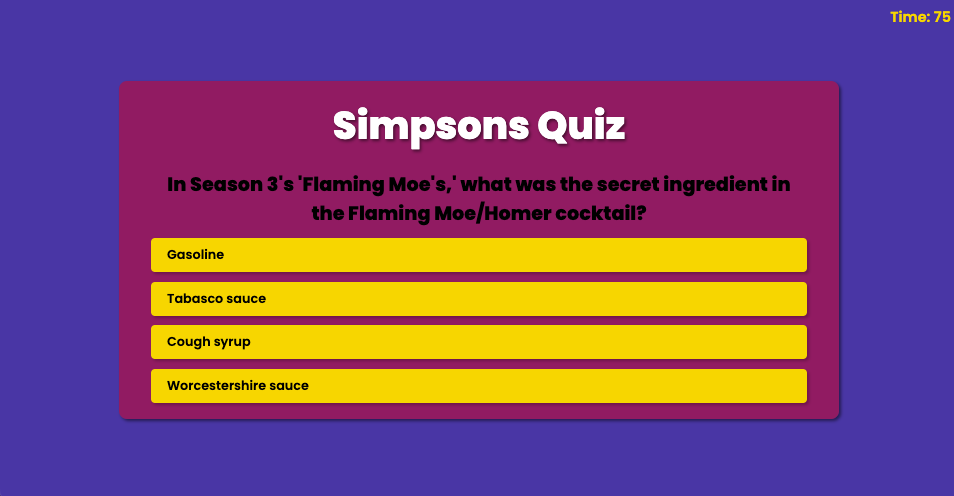 Time: 75
Simpsons Quiz
In Season 3's 'Flaming Moe's,' what was the secret ingredient in
the Flaming Moe/Homer cocktail?
Gasoline
Tabasco sauce
Cough syrup
Worcestershire sauce